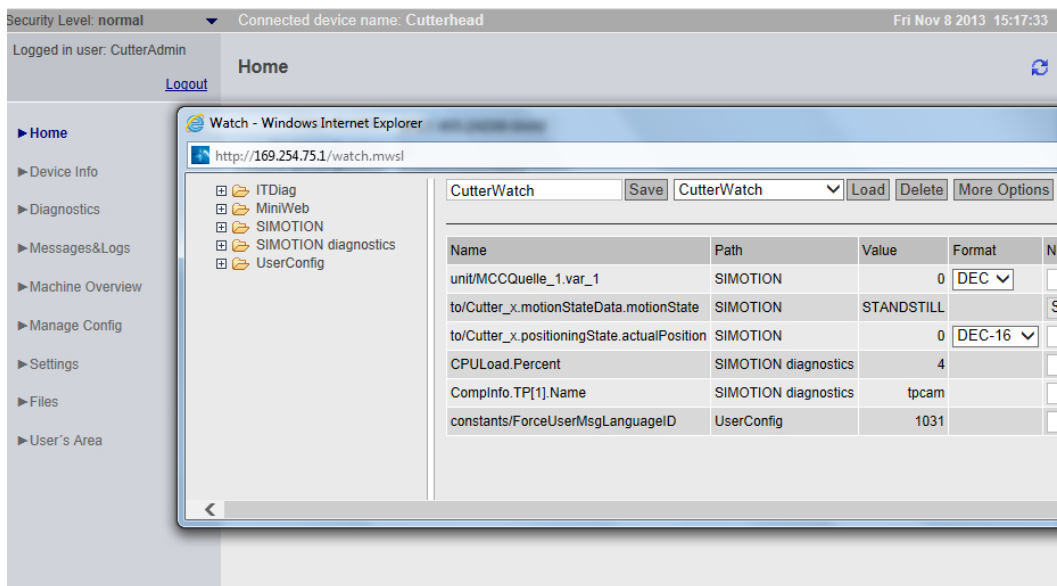 Security Level: normal Connected device name: Cutterhead Fri Nov 8 2013 15:17:33
Logged in user: CutterAdmin
Logout
Home
►Home
►Device Info
►Diagnostics
►Messages&Logs
►Machine Overview
►Manage Config
►Settings
►Files
►User´s Area
Watch - Windows Internet Explorer
http://169.254.75.1/watch.mwsl
ITDiag
MiniWeb
SIMOTION
SIMOTION diagnostics
UserConfig
CutterWatch Save CutterWatch Load Delete More Options
Name Path Value Format N
unit/MCCQuelle_1.var_1 SIMOTION 0 DEC
to/Cutter_x.motionStateData.motionState SIMOTION STANDSTILL S
to/Cutter_x.positioningState.actualPosition SIMOTION 0 DEC-16
CPULoad.Percent SIMOTION diagnostics 4
CompInfo.TP[1].Name SIMOTION diagnostics tpcam
constants/ForceUserMsgLanguageID UserConfig 1031